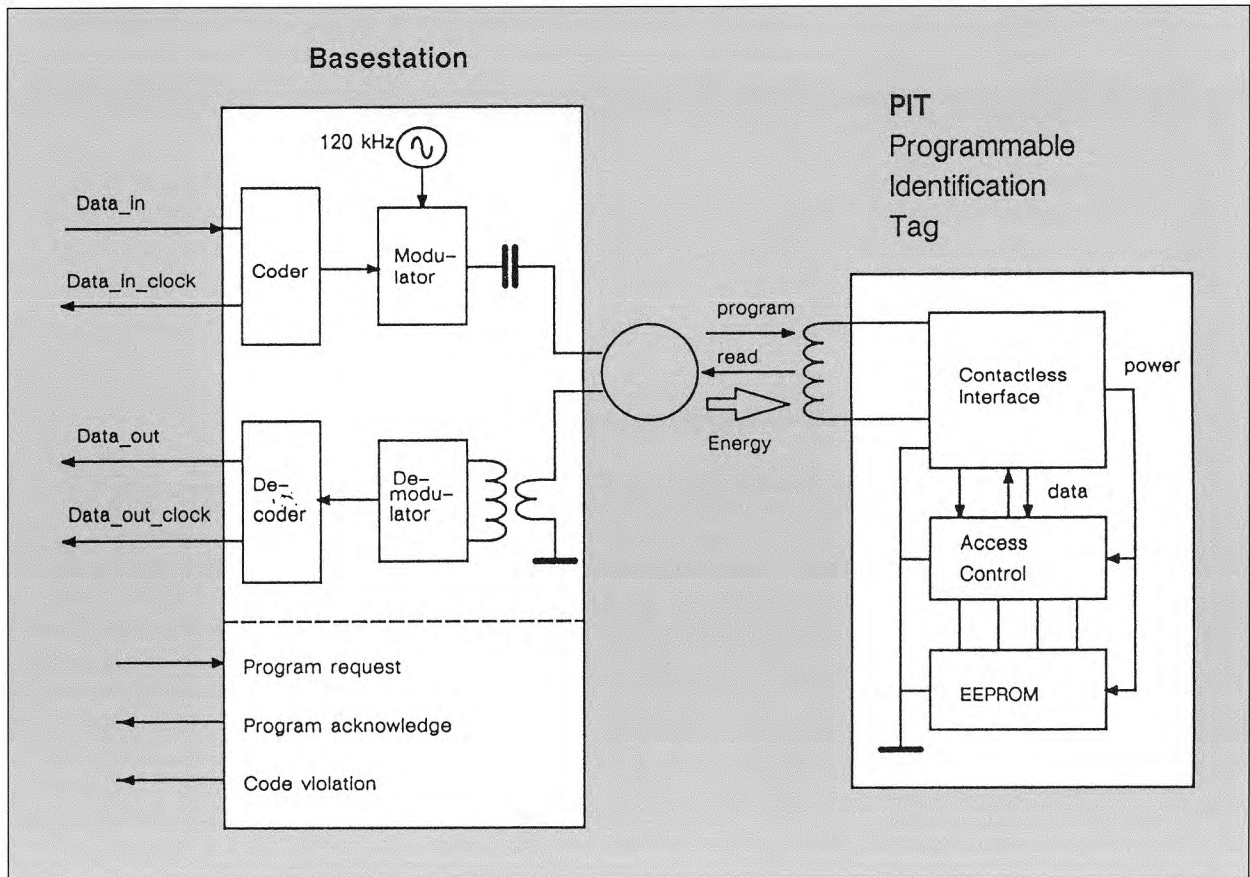 Basestation
PIT
Programmable
Identification
Tag
120 kHz
Data_in
Data_in_clock
Coder
Modu-
lator
program
read
Energy
Contactless
Interface
power
data
Access
Control
EEPROM
Data_out
Data_out_clock
De-
coder
De-
modu-
lator
Program request
Program acknowledge
Code violation